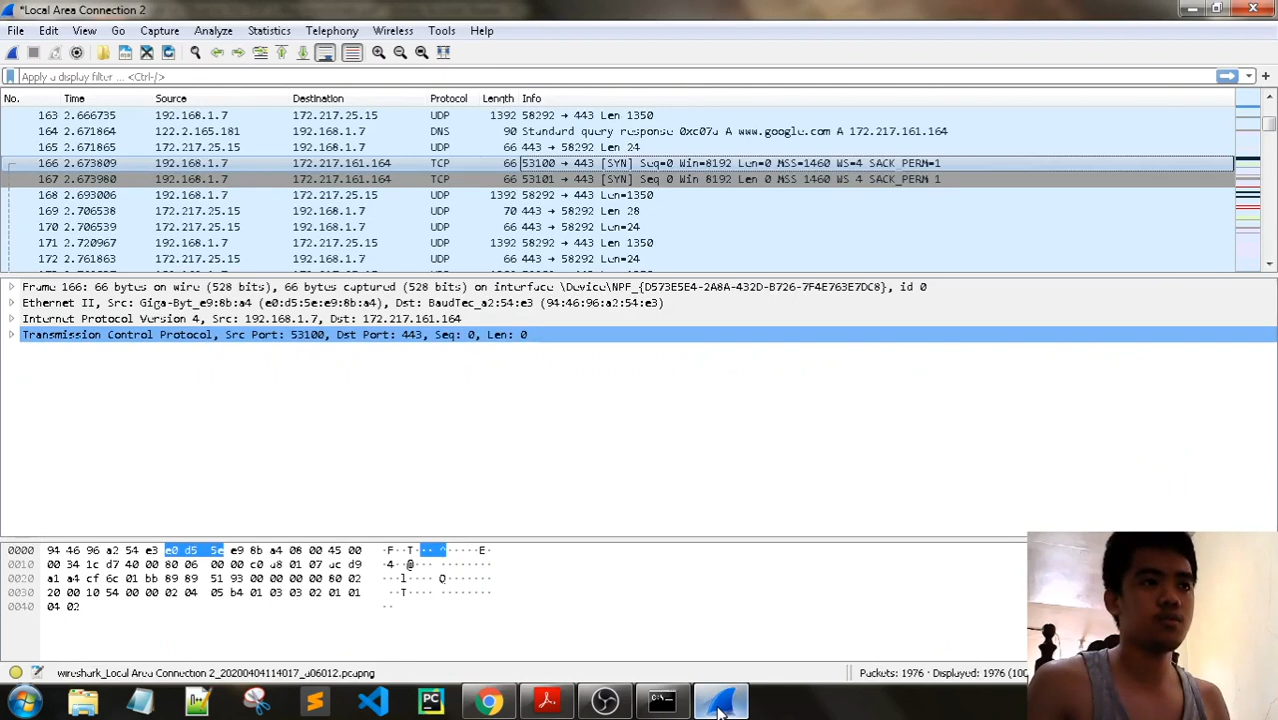 *Local Area Connection 2
File Edit View Go Capture Analyze Statistics Telephony Wireless Tools Help
Apply a display filter ... <Ctrl-/>
No. Time Source Destination Protocol Length Info
163 2.666735 192.168.1.7 172.217.25.15 UDP 1392 58292 → 443 Len 1350
164 2.671864 122.2.165.181 192.168.1.7 DNS 90 Standard query response 0xc07a A www.google.com A 172.217.161.164
165 2.671865 172.217.25.15 192.168.1.7 UDP 66 443 → 58292 Len 24
166 2.673809 192.168.1.7 172.217.161.164 TCP 66 53100 → 443 [SYN] Seq=0 Win=8192 Len=0 MSS=1460 WS=4 SACK_PERM=1
167 2.673980 192.168.1.7 172.217.161.164 TCP 66 53101 → 443 [SYN] Seq 0 Win 8192 Len 0 MSS 1460 WS 4 SACK_PERM 1
168 2.693006 192.168.1.7 172.217.25.15 UDP 1392 58292 → 443 Len=1350
169 2.706538 172.217.25.15 192.168.1.7 UDP 70 443 → 58292 Len 28
170 2.706539 172.217.25.15 192.168.1.7 UDP 66 443 → 58292 Len=24
171 2.720967 192.168.1.7 172.217.25.15 UDP 1392 58292 → 443 Len 1350
172 2.761863 172.217.25.15 192.168.1.7 UDP 66 443 → 58292 Len=24
Frame 166: 66 bytes on wire (528 bits), 66 bytes captured (528 bits) on interface \Device\NPF_{D573E5E4-2A8A-432D-B726-7F4E763E7DC8}, id 0
Ethernet II, Src: Giga-Byt_e9:8b:a4 (e0:d5:5e:e9:8b:a4), Dst: BaudTec_a2:54:e3 (94:46:96:a2:54:e3)
Internet Protocol Version 4, Src: 192.168.1.7, Dst: 172.217.161.164
Transmission Control Protocol, Src Port: 53100, Dst Port: 443, Seq: 0, Len: 0
0000 94 46 96 a2 54 e3 e0 d5 5e e9 8b a4 08 00 45 00 ·F··T··· ^·····E·
0010 00 34 1c d7 40 00 80 06 00 00 c0 a8 01 07 ac d9 ·4··@··· ········
0020 a1 a4 cf 6c 01 bb 89 89 51 93 00 00 00 00 80 02 ···l···· Q·······
0030 20 00 10 54 00 00 02 04 05 b4 01 03 03 02 01 01 ···T···· ········
0040 04 02 ··
wireshark_Local Area Connection 2_20200404114017_a06012.pcapng
Packets: 1976 · Displayed: 1976 (100